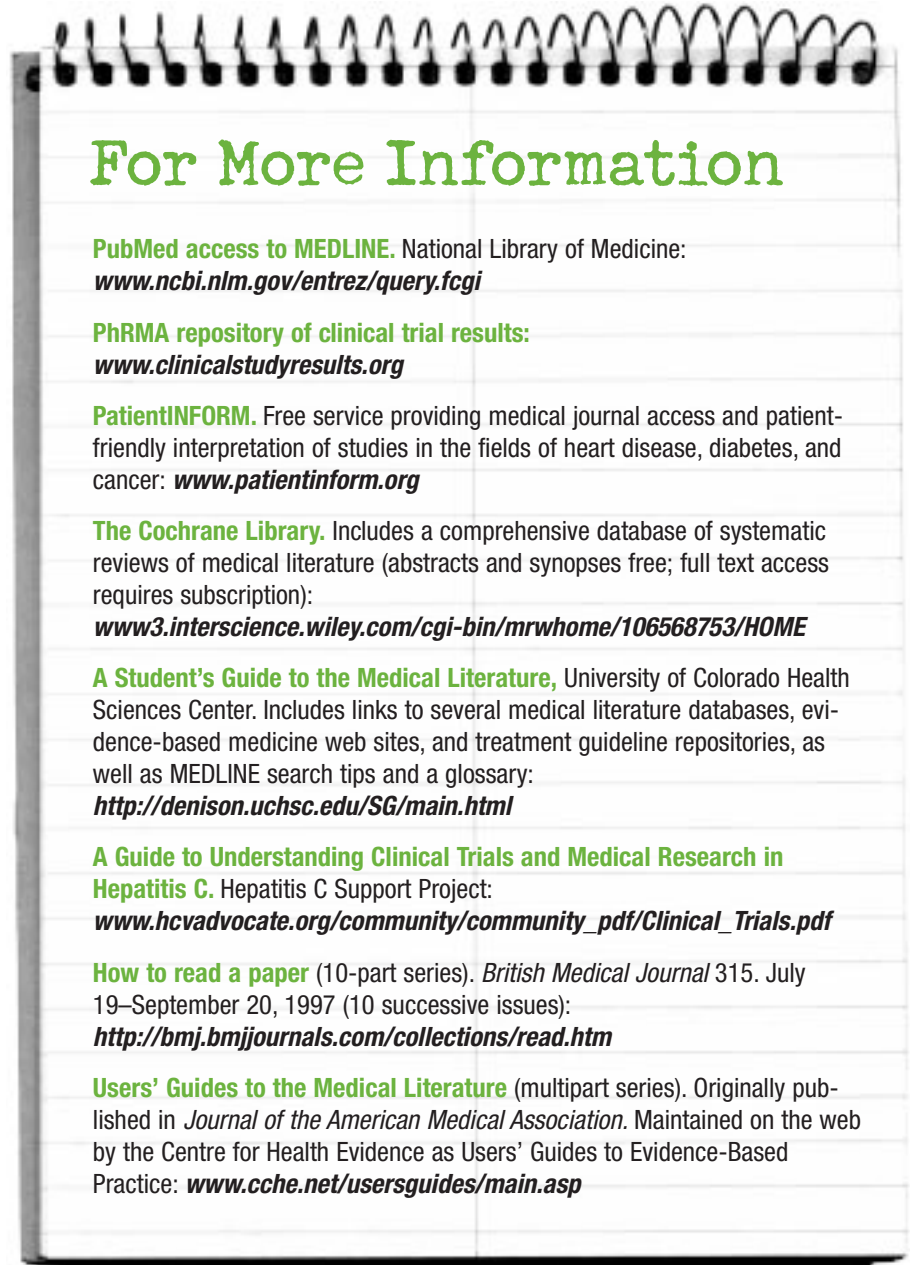 For More Information
PubMed access to MEDLINE. National Library of Medicine:
www.ncbi.nlm.gov/entrez/query.fcgi
PhRMA repository of clinical trial results:
www.clinicalstudyresults.org
PatientINFORM. Free service providing medical journal access and patient-
friendly interpretation of studies in the fields of heart disease, diabetes, and
cancer: www.patientinform.org
The Cochrane Library. Includes a comprehensive database of systematic
reviews of medical literature (abstracts and synopses free; full text access
requires subscription):
www3.interscience.wiley.com/cgi-bin/mrwhome/106568753/HOME
A Student's Guide to the Medical Literature, University of Colorado Health
Sciences Center. Includes links to several medical literature databases, evi-
dence-based medicine web sites, and treatment guideline repositories, as
well as MEDLINE search tips and a glossary:
http://denison.uchsc.edu/SG/main.html
A Guide to Understanding Clinical Trials and Medical Research in
Hepatitis C. Hepatitis C Support Project:
www.hcvadvocate.org/community/community_pdf/Clinical_Trials.pdf
How to read a paper (10-part series). British Medical Journal 315. July
19–September 20, 1997 (10 successive issues):
http://bmj.bmjjournals.com/collections/read.htm
Users' Guides to the Medical Literature (multipart series). Originally pub-
lished in Journal of the American Medical Association. Maintained on the web
by the Centre for Health Evidence as Users' Guides to Evidence-Based
Practice: www.cche.net/usersguides/main.asp